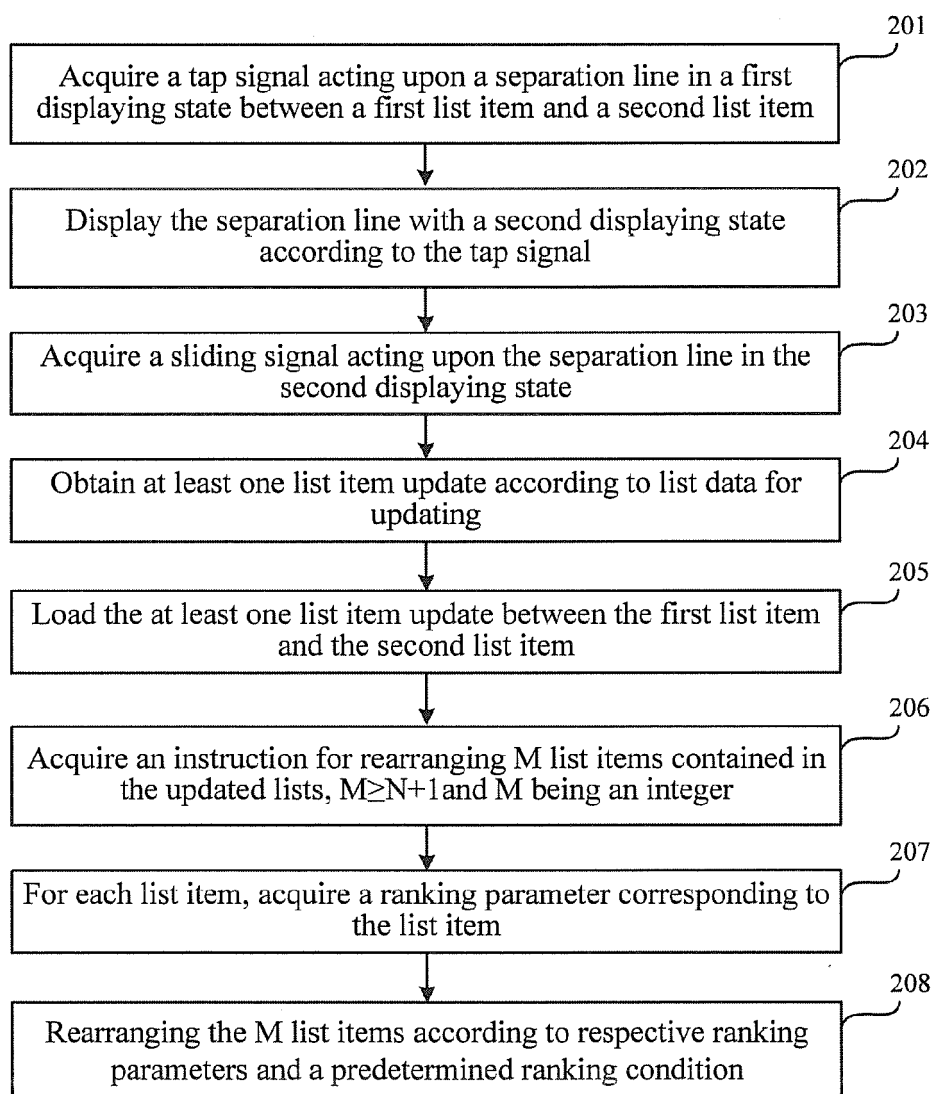 201
Acquire a tap signal acting upon a separation line in a first
displaying state between a first list item and a second list item
202
Display the separation line with a second displaying state
according to the tap signal
203
Acquire a sliding signal acting upon the separation line in the
second displaying state
204
Obtain at least one list item update according to list data for
updating
205
Load the at least one list item update between the first list item
and the second list item
206
Acquire an instruction for rearranging M list items contained in
the updated lists, M≥N+1and M being an integer
207
For each list item, acquire a ranking parameter corresponding to
the list item
208
Rearranging the M list items according to respective ranking
parameters and a predetermined ranking condition